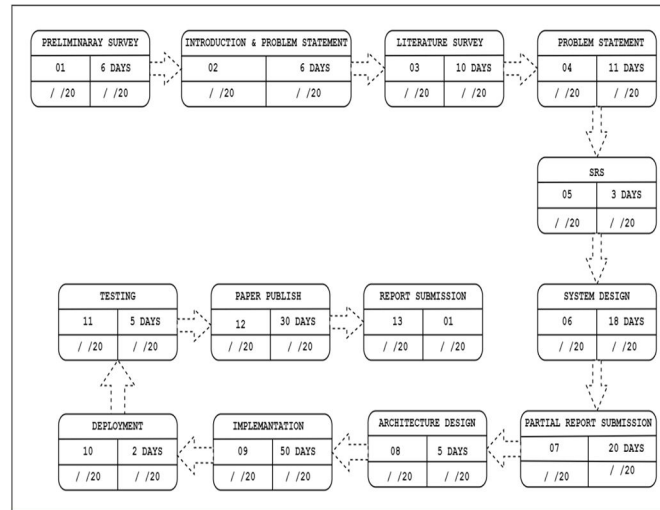 PRELIMINARAY SURVEY
01 6 DAYS
/ /20 / /20
INTRODUCTION & PROBLEM STATEMENT
02 6 DAYS
/ /20 / /20
LITERATURE SURVEY
03 10 DAYS
/ /20 / /20
PROBLEM STATEMENT
04 11 DAYS
/ /20 / /20
SRS
05 3 DAYS
/ /20 / /20
SYSTEM DESIGN
06 18 DAYS
/ /20 / /20
PARTIAL REPORT SUBMISSION
07 20 DAYS
/ /20 / /20
ARCHITECTURE DESIGN
08 5 DAYS
/ /20 / /20
IMPLEMANTATION
09 50 DAYS
/ /20 / /20
DEPLOYMENT
10 2 DAYS
/ /20 / /20
TESTING
11 5 DAYS
/ /20 / /20
PAPER PUBLISH
12 30 DAYS
/ /20 / /20
REPORT SUBMISSION
13 01
/ /20 / /20